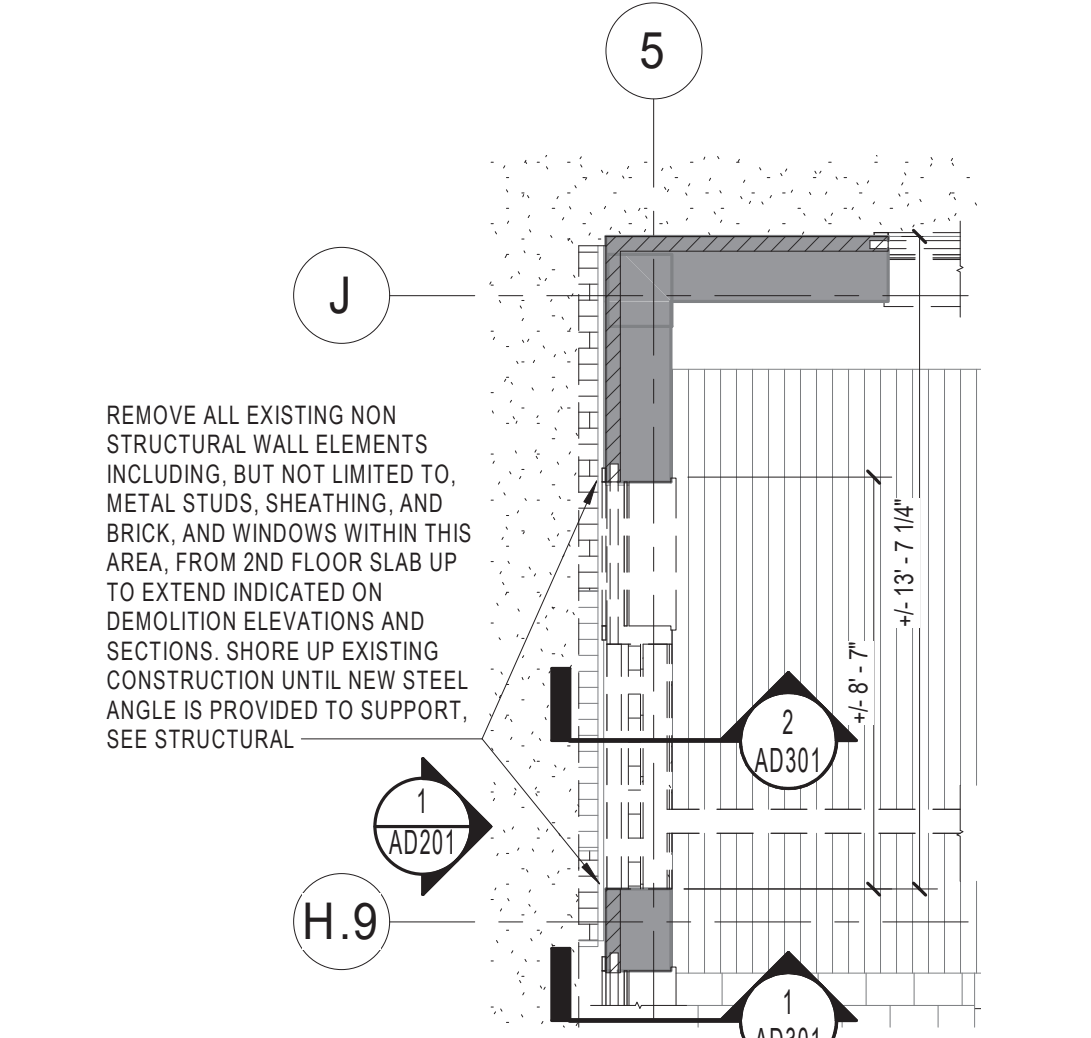 5
J
REMOVE ALL EXISTING NON
STRUCTURAL WALL ELEMENTS
INCLUDING, BUT NOT LIMITED TO,
METAL STUDS, SHEATHING, AND
BRICK, AND WINDOWS WITHIN THIS
AREA, FROM 2ND FLOOR SLAB UP
TO EXTEND INDICATED ON
DEMOLITION ELEVATIONS AND
SECTIONS. SHORE UP EXISTING
CONSTRUCTION UNTIL NEW STEEL
ANGLE IS PROVIDED TO SUPPORT,
SEE STRUCTURAL
+/- 13' - 7 1/4"
+/- 8' - 7"
2
AD301
1
AD201
H.9
1
AD301